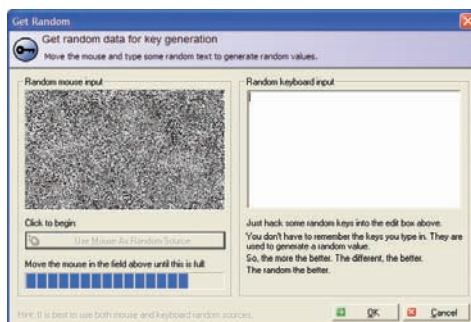 Get Random
Get random data for key generation
Move the mouse and type some random text to generate random values.
Random mouse input
Click to begin:
Use Mouse As Random Source
Move the mouse in the field above until this is full:
Random keyboard input
Just hack some random keys into the edit box above.
You don't have to remember the keys you type in. They are
used to generate a random value.
So, the more the better. The different, the better.
The random the better.
Hint: It is best to use both mouse and keyboard random sources.
OK
Cancel